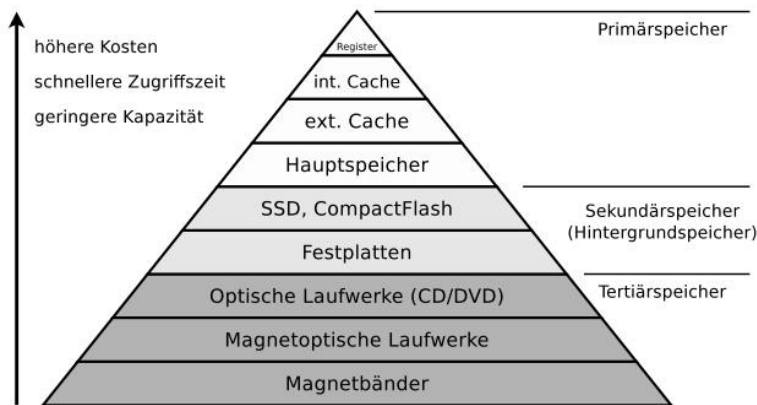 höhere Kosten
schnellere Zugriffszeit
geringere Kapazität
Register
int. Cache
ext. Cache
Hauptspeicher
SSD, CompactFlash
Festplatten
Optische Laufwerke (CD/DVD)
Magnetoptische Laufwerke
Magnetbänder
Primärspeicher
Sekundärspeicher
(Hintergrundspeicher)
Tertiärspeicher